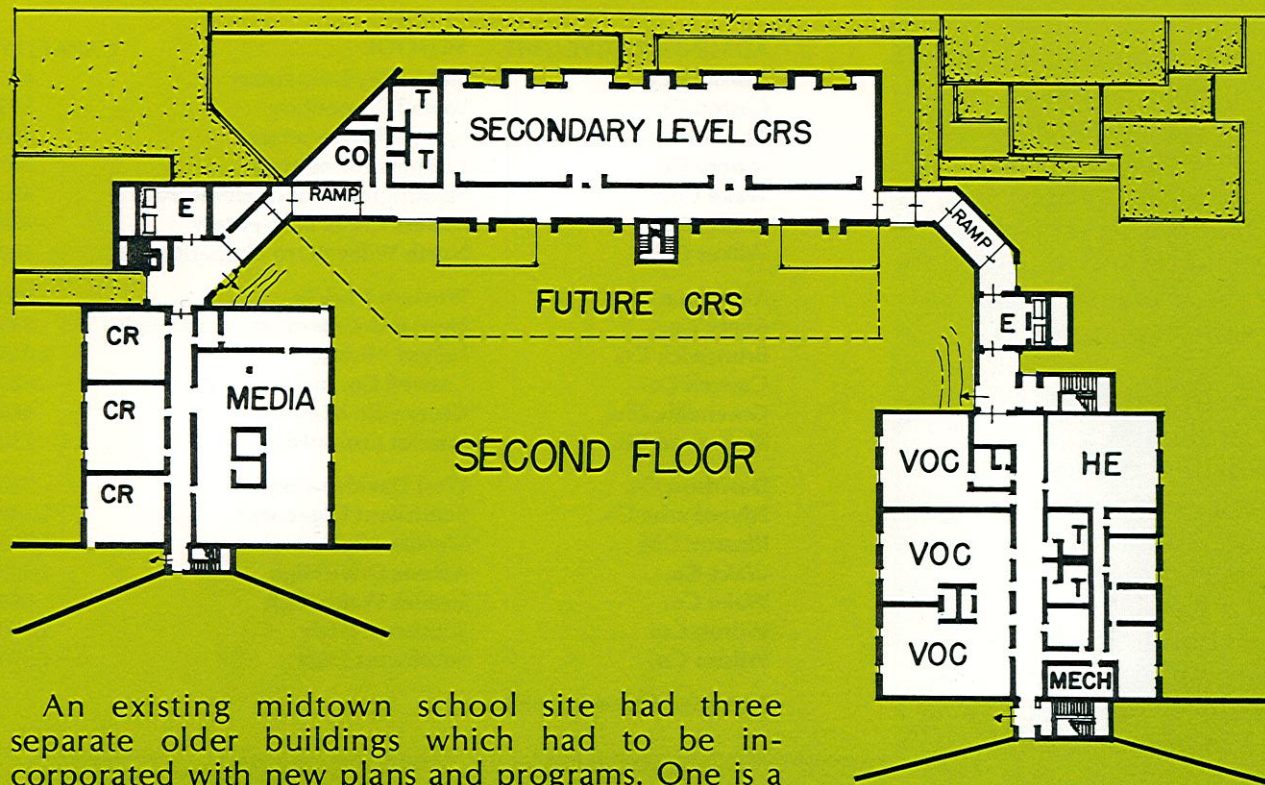 T
SECONDARY LEVEL CRS
CO
T
E
RAMP
RAMP
FUTURE CRS
E
CR
MEDIA
CR
SECOND FLOOR
VOC
HE
CR
T
VOC
T
VOC
MECH
An existing midtown school site had three
separate older buildings which had to be in-
corporated with new plans and programs. One is a